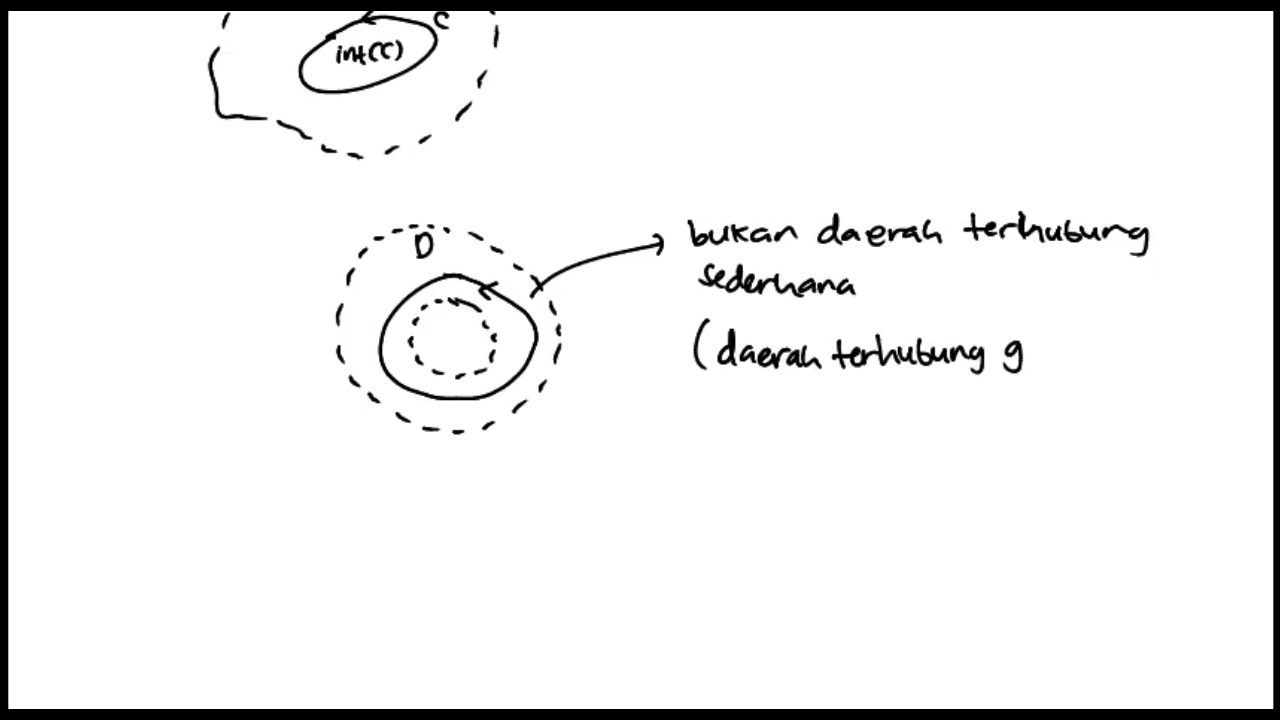 C
int(C)
D
bukan daerah terhubung
sederhana
(daerah terhubung g